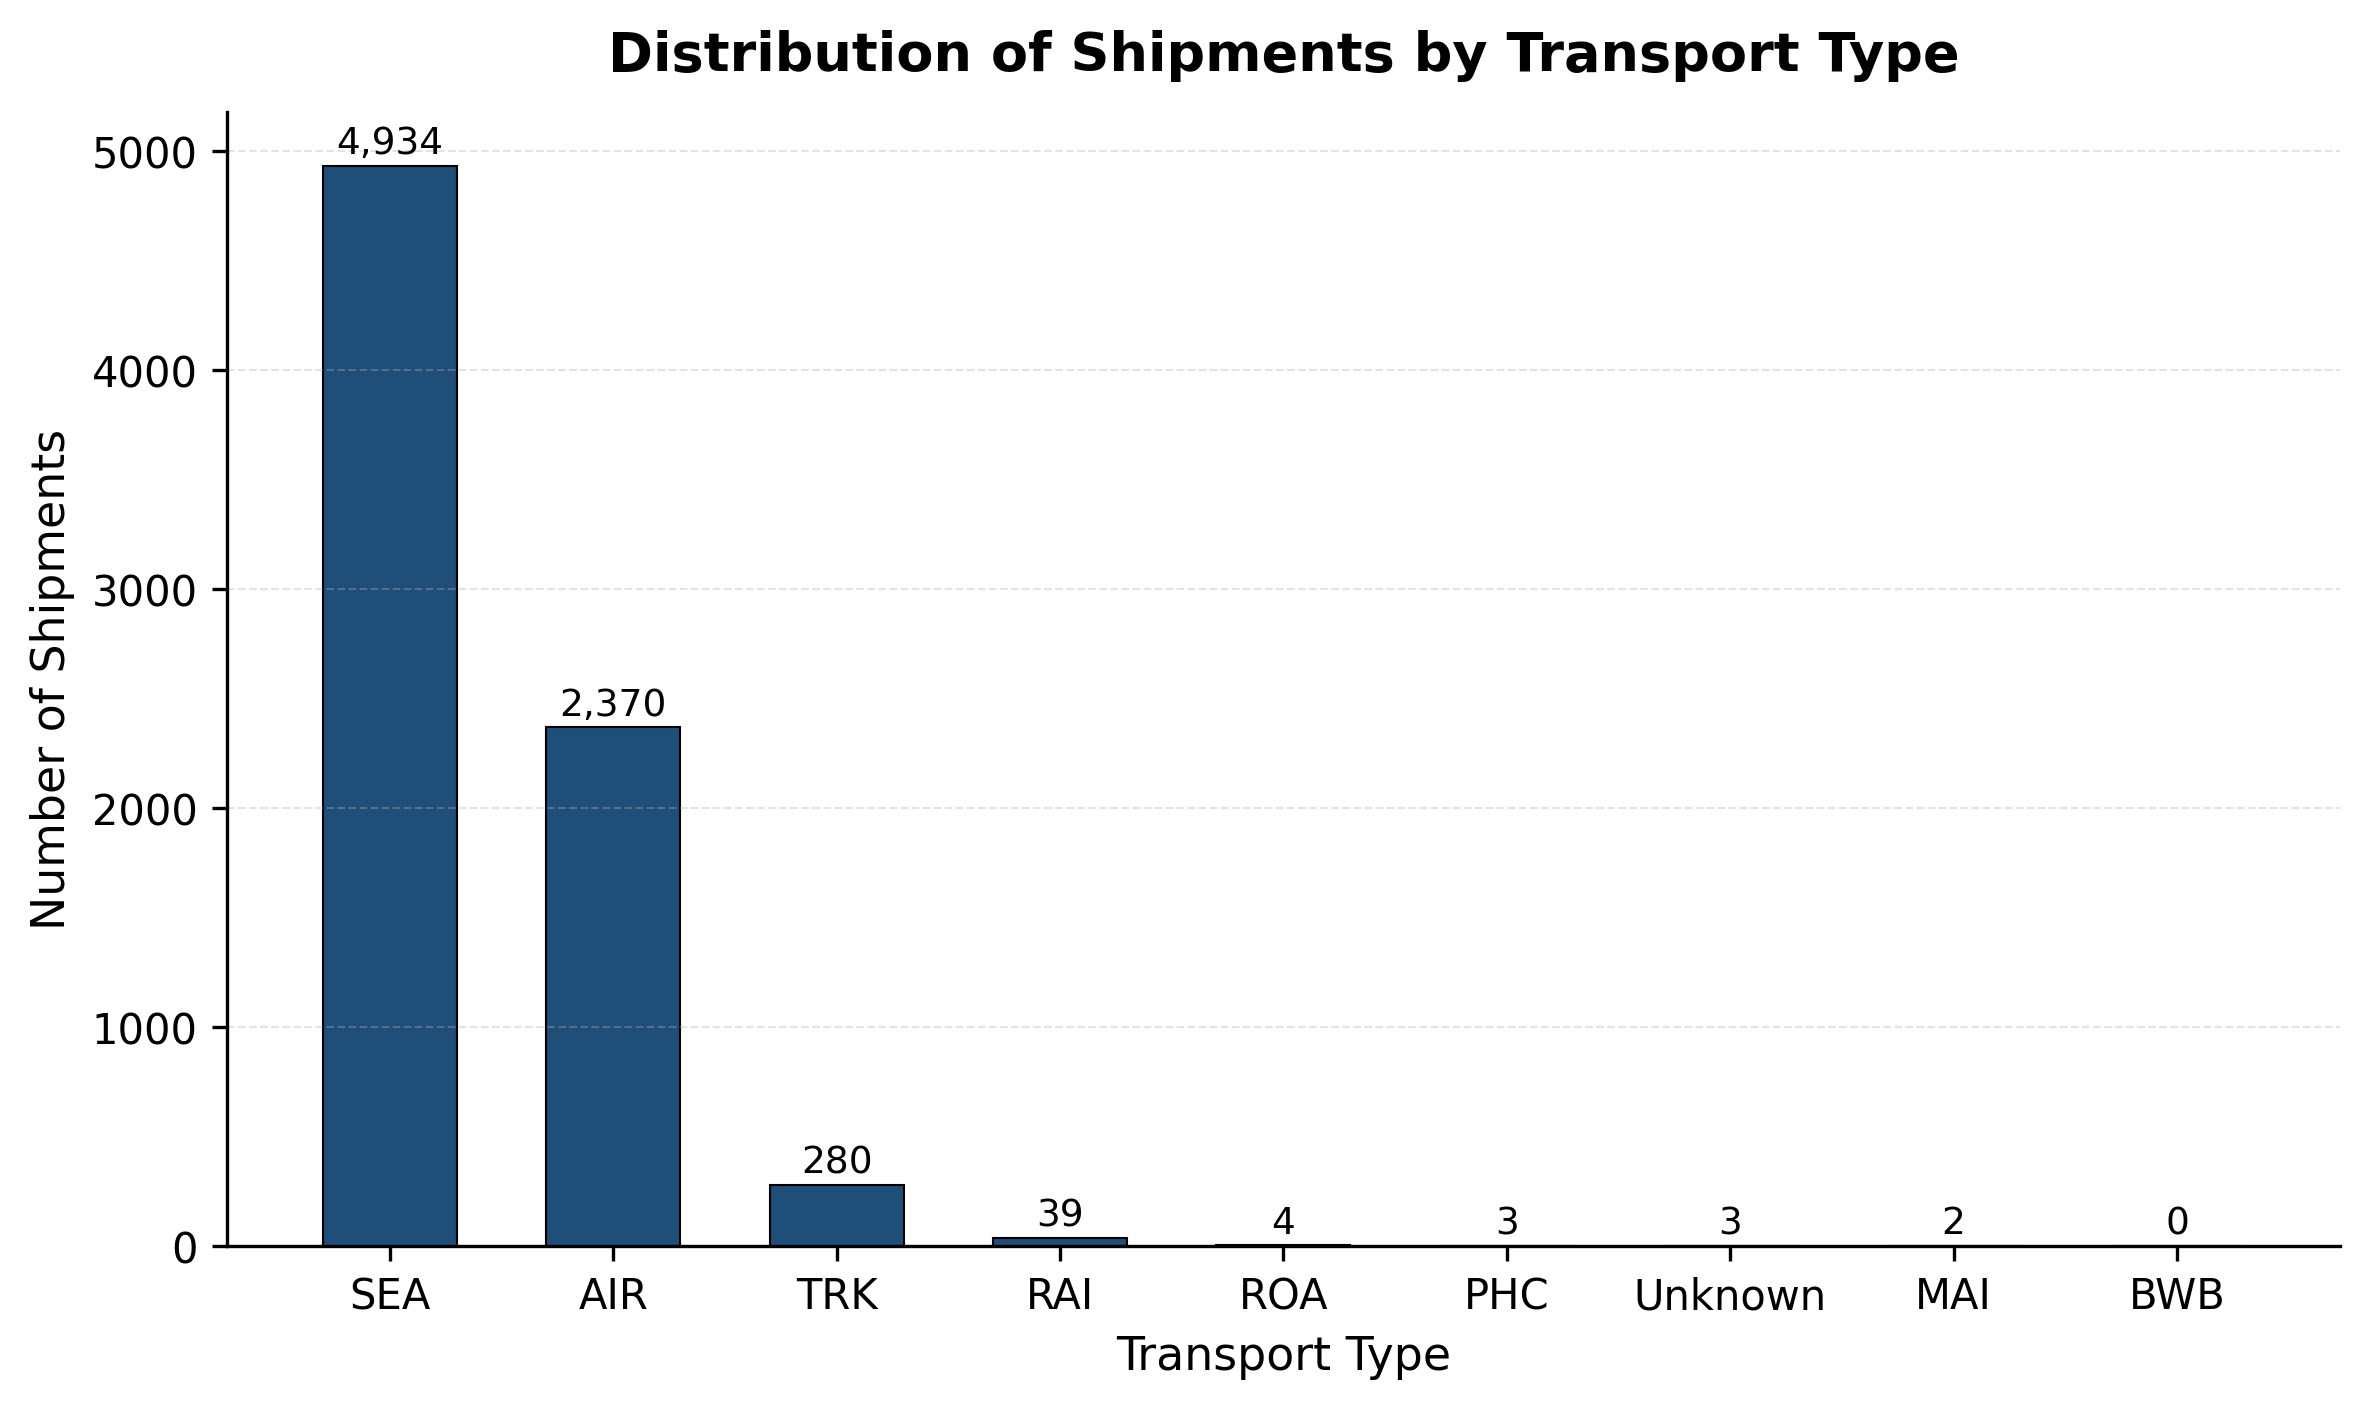 Distribution of Shipments by Transport Type
Number of Shipments
5000
4000
3000
2000
1000
0
4,934
2,370
280
39
4
3
3
2
0
SEA
AIR
TRK
RAI
ROA
PHC
Unknown
MAI
BWB
Transport Type